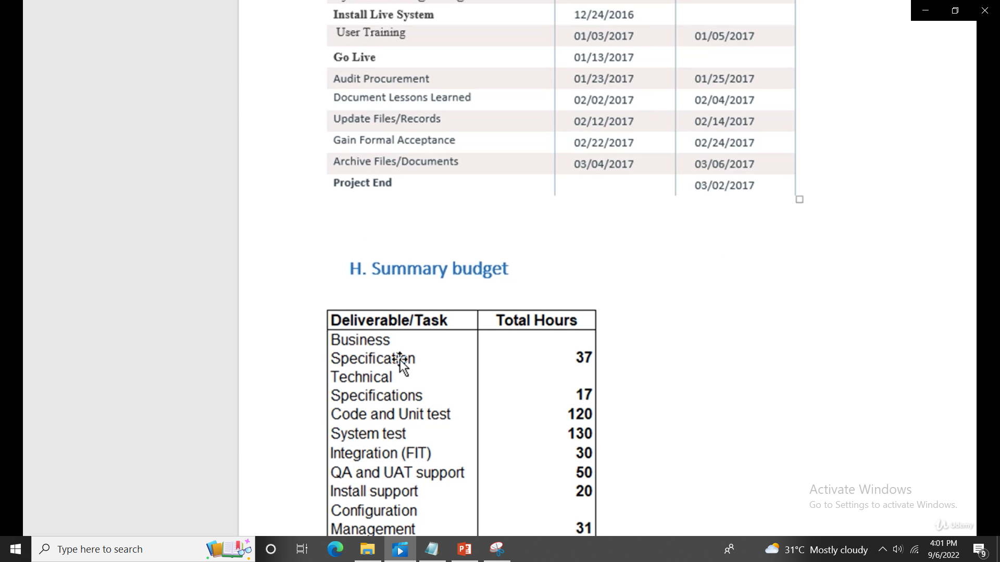 Install Live System 12/24/2016
User Training 01/03/2017 01/05/2017
Go Live 01/13/2017
Audit Procurement 01/23/2017 01/25/2017
Document Lessons Learned 02/02/2017 02/04/2017
Update Files/Records 02/12/2017 02/14/2017
Gain Formal Acceptance 02/22/2017 02/24/2017
Archive Files/Documents 03/04/2017 03/06/2017
Project End 03/02/2017
H. Summary budget
Deliverable/Task Total Hours
Business
Specification 37
Technical
Specifications 17
Code and Unit test 120
System test 130
Integration (FIT) 30
QA and UAT support 50
Install support 20
Configuration
Management 31
Activate Windows
Go to Settings to activate Windows.
Udemy
Type here to search
31°C Mostly cloudy
4:01 PM
9/6/2022
9